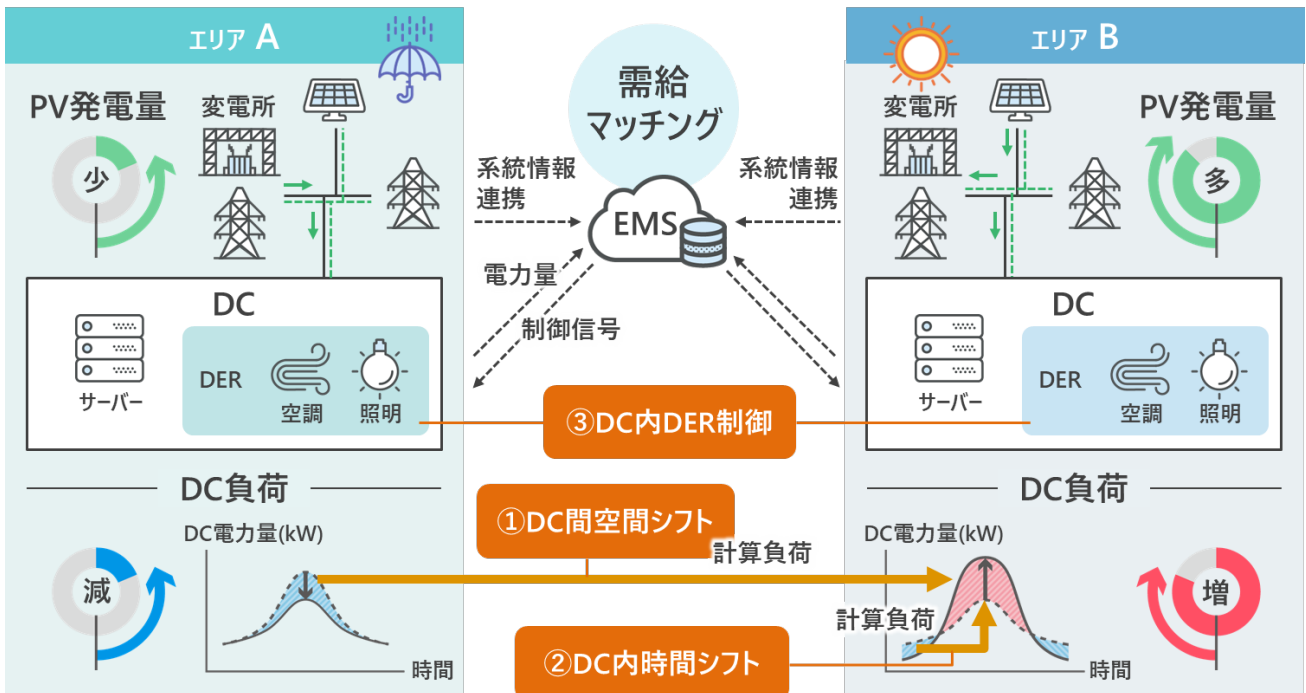 エリア A
PV発電量
少
変電所
DC
サーバー
DER
空調
照明
DC負荷
DC電力量(kW)
減
時間
需給
マッチング
系統情報
連携
系統情報
連携
EMS
電力量
制御信号
③DC内DER制御
①DC間空間シフト
計算負荷
計算負荷
②DC内時間シフト
エリア B
変電所
PV発電量
多
DC
サーバー
DER
空調
照明
DC負荷
DC電力量(kW)
増
時間